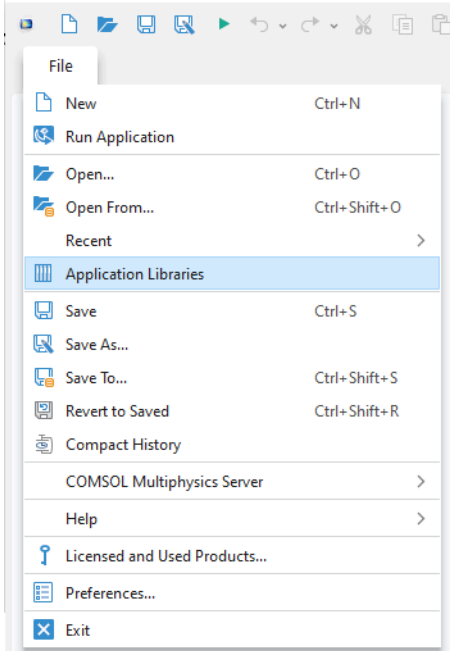 File
New Ctrl+N
Run Application
Open... Ctrl+O
Open From... Ctrl+Shift+O
Recent
Application Libraries
Save Ctrl+S
Save As...
Save To... Ctrl+Shift+S
Revert to Saved Ctrl+Shift+R
Compact History
COMSOL Multiphysics Server
Help
Licensed and Used Products...
Preferences...
Exit